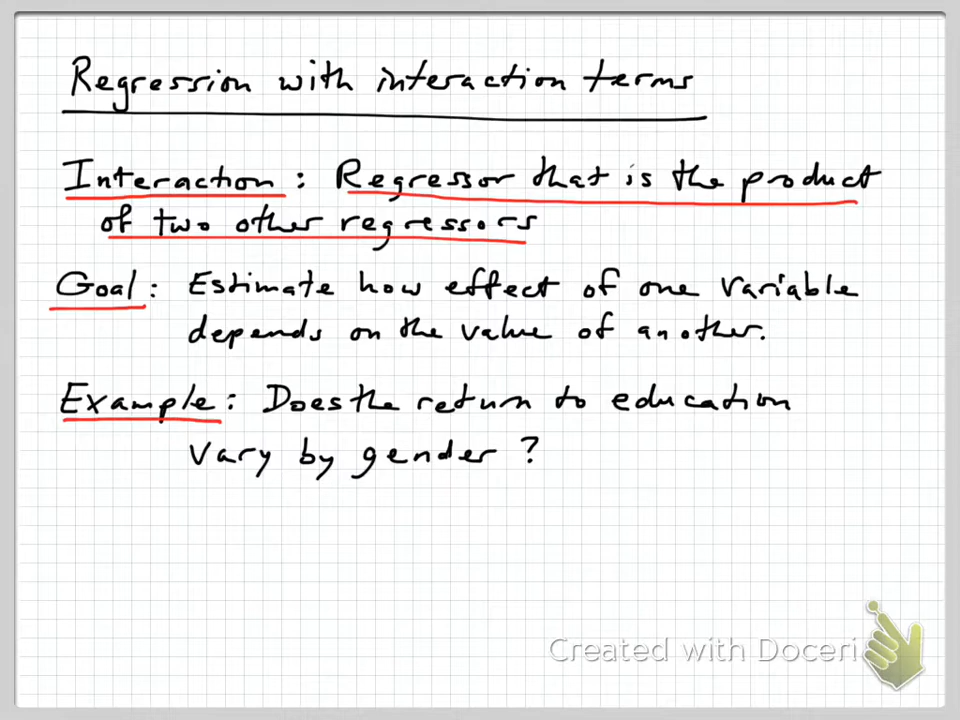 Regression with interaction terms
Interaction: Regressor that is the product
of two other regressors
Goal: Estimate how effect of one variable
depends on the value of another.
Example: Does the return to education
vary by gender?
Created with Doceri